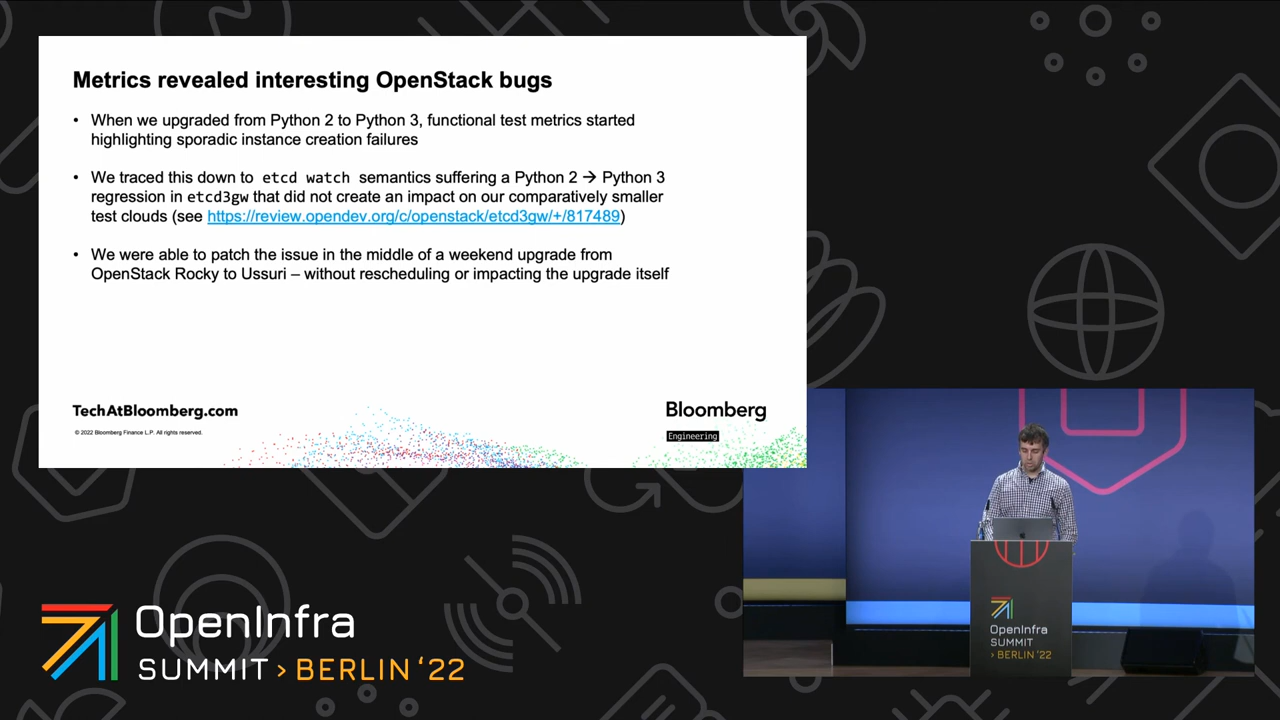 Metrics revealed interesting OpenStack bugs
• When we upgraded from Python 2 to Python 3, functional test metrics started
highlighting sporadic instance creation failures
• We traced this down to etcd watch semantics suffering a Python 2 → Python 3
regression in etcd3gw that did not create an impact on our comparatively smaller
test clouds (see https://review.opendev.org/c/openstack/etcd3gw/+/817489)
• We were able to patch the issue in the middle of a weekend upgrade from
OpenStack Rocky to Ussuri – without rescheduling or impacting the upgrade itself
TechAtBloomberg.com
© 2022 Bloomberg Finance L.P. All rights reserved.
Bloomberg
Engineering
OpenInfra
SUMMIT › BERLIN ‘22
OpenInfra
SUMMIT
› BERLIN ‘22